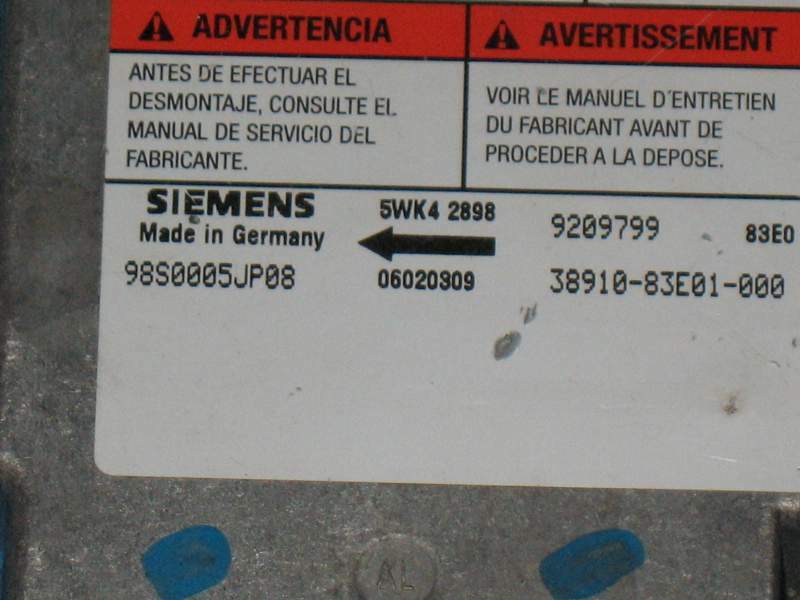 ADVERTENCIA
ANTES DE EFECTUAR EL
DESMONTAJE, CONSULTE EL
MANUAL DE SERVICIO DEL
FABRICANTE.
AVERTISSEMENT
VOIR LE MANUEL D'ENTRETIEN
DU FABRICANT AVANT DE
PROCEDER A LA DEPOSE.
SIEMENS
Made in Germany
98S0005JP08
5WK4 2898
06020309
9209799 83E0
38910-83E01-000
AL